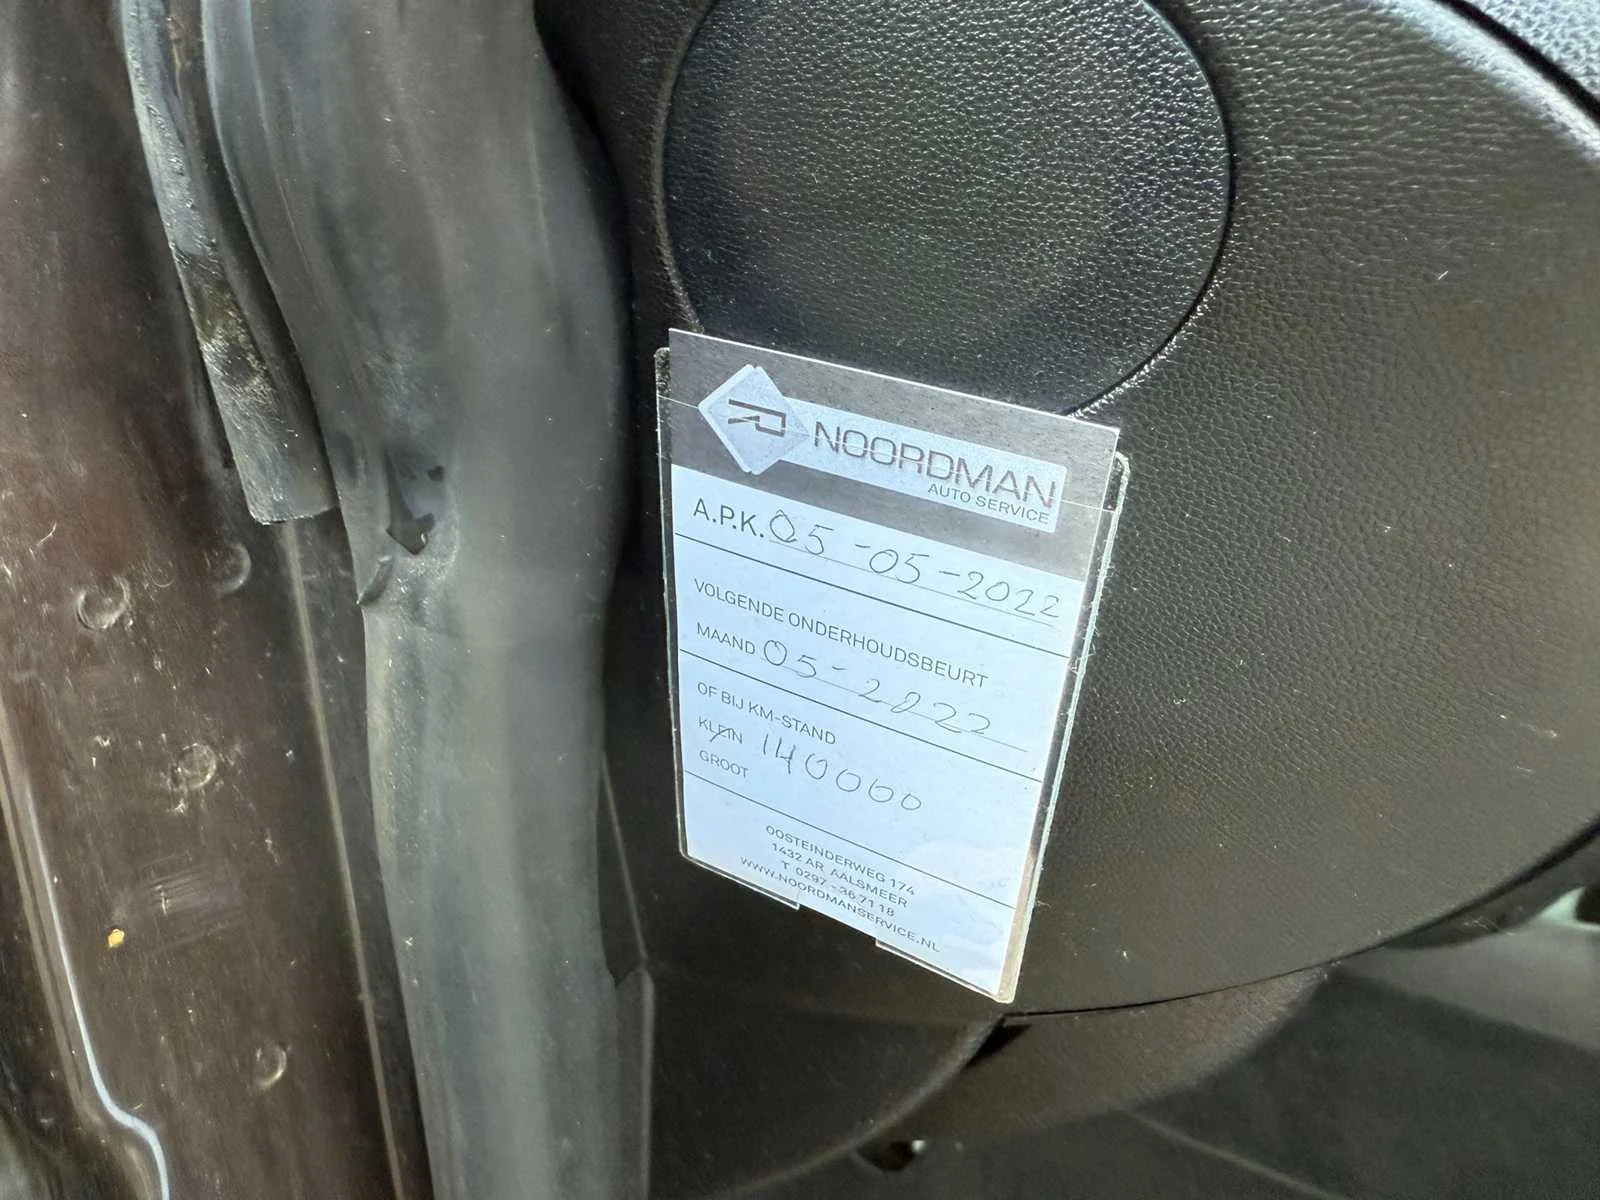 NOORDMAN
AUTO SERVICE
A.P.K. 05-05-2022
VOLGENDE ONDERHOUDSBEURT
MAAND 05-2022
OF BIJ KM-STAND
KLEIN 140000
GROOT
OOSTEINDERWEG 174
1432 AR AALSMEER
T 0297 - 36 71 18
WWW.NOORDMANSERVICE.NL